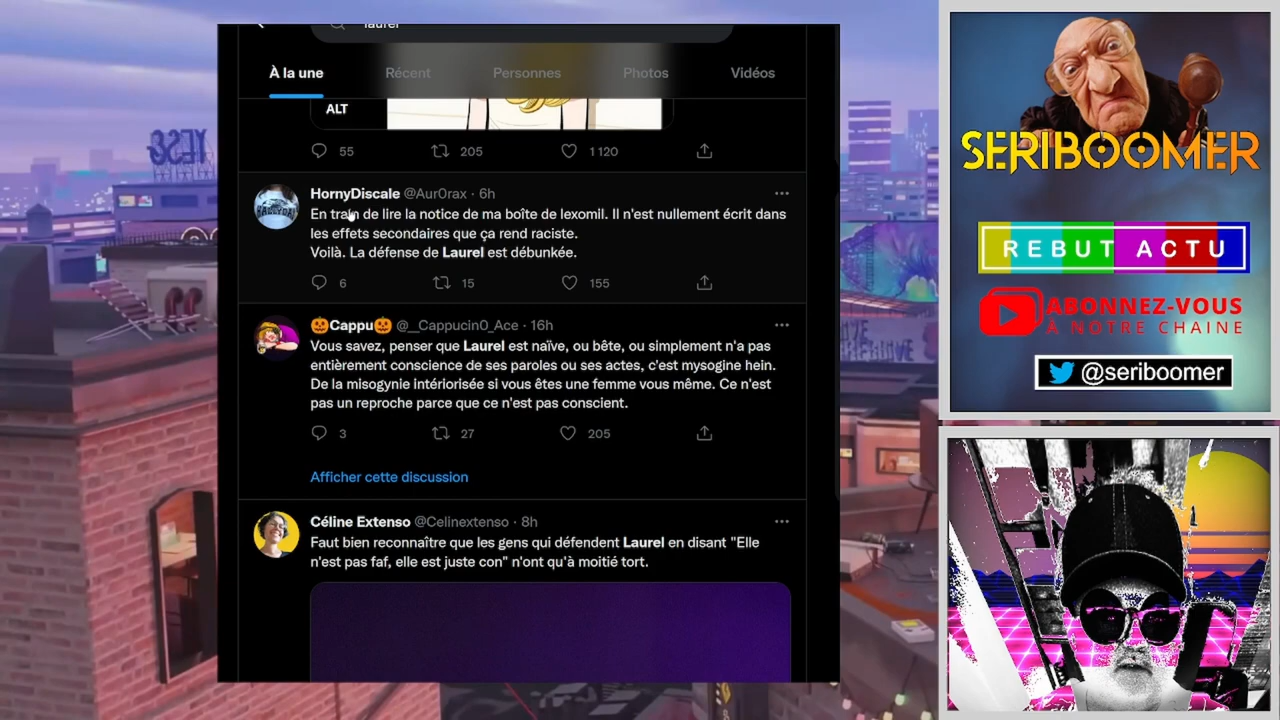 laurel
À la une
Récent
Personnes
Photos
Vidéos
ALT
55
205
1 120
HornyDiscale @Aur0rax · 6h
En train de lire la notice de ma boîte de lexomil. Il n'est nullement écrit dans
les effets secondaires que ça rend raciste.
Voilà. La défense de Laurel est débunkée.
6
15
155
🎃Cappu🎃 @__Cappucin0_Ace · 16h
Vous savez, penser que Laurel est naïve, ou bête, ou simplement n'a pas
entièrement conscience de ses paroles ou ses actes, c'est mysogine hein.
De la misogynie intériorisée si vous êtes une femme vous même. Ce n'est
pas un reproche parce que ce n'est pas conscient.
3
27
205
Afficher cette discussion
Céline Extenso @Celinextenso · 8h
Faut bien reconnaître que les gens qui défendent Laurel en disant "Elle
n'est pas faf, elle est juste con" n'ont qu'à moitié tort.
SERIBOOMER
REBUT ACTU
ABONNEZ-VOUS
À NOTRE CHAINE
@seriboomer